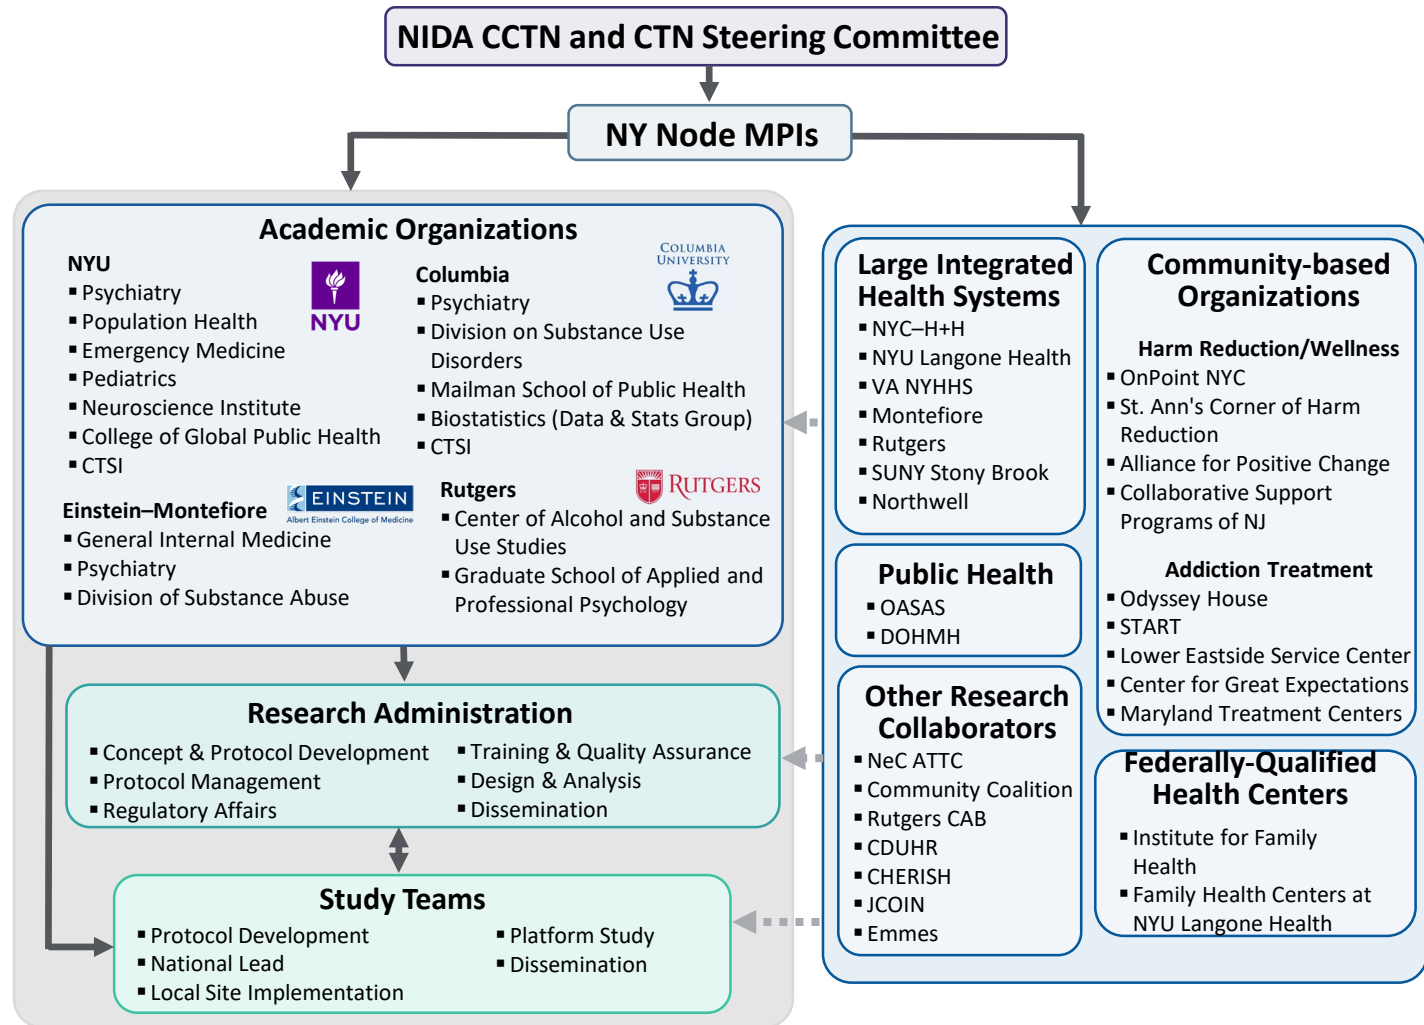 NIDA CCTN and CTN Steering Committee
NY Node MPIs
Academic Organizations
NYU
▪ Psychiatry
▪ Population Health
▪ Emergency Medicine
▪ Pediatrics
▪ Neuroscience Institute
▪ College of Global Public Health
▪ CTSI
NYU
Columbia
▪ Psychiatry
▪ Division on Substance Use
Disorders
▪ Mailman School of Public Health
▪ Biostatistics (Data & Stats Group)
▪ CTSI
COLUMBIA
UNIVERSITY
Einstein–Montefiore
▪ General Internal Medicine
▪ Psychiatry
▪ Division of Substance Abuse
EINSTEIN
Albert Einstein College of Medicine
Rutgers
▪ Center of Alcohol and Substance
Use Studies
▪ Graduate School of Applied and
Professional Psychology
RUTGERS
Research Administration
▪ Concept & Protocol Development
▪ Protocol Management
▪ Regulatory Affairs
▪ Training & Quality Assurance
▪ Design & Analysis
▪ Dissemination
Study Teams
▪ Protocol Development
▪ National Lead
▪ Local Site Implementation
▪ Platform Study
▪ Dissemination
Large Integrated
Health Systems
▪ NYC–H+H
▪ NYU Langone Health
▪ VA NYHHS
▪ Montefiore
▪ Rutgers
▪ SUNY Stony Brook
▪ Northwell
Public Health
▪ OASAS
▪ DOHMH
Other Research
Collaborators
▪ NeC ATTC
▪ Community Coalition
▪ Rutgers CAB
▪ CDUHR
▪ CHERISH
▪ JCOIN
▪ Emmes
Community-based
Organizations
Harm Reduction/Wellness
▪ OnPoint NYC
▪ St. Ann's Corner of Harm
Reduction
▪ Alliance for Positive Change
▪ Collaborative Support
Programs of NJ
Addiction Treatment
▪ Odyssey House
▪ START
▪ Lower Eastside Service Center
▪ Center for Great Expectations
▪ Maryland Treatment Centers
Federally-Qualified
Health Centers
▪ Institute for Family
Health
▪ Family Health Centers at
NYU Langone Health